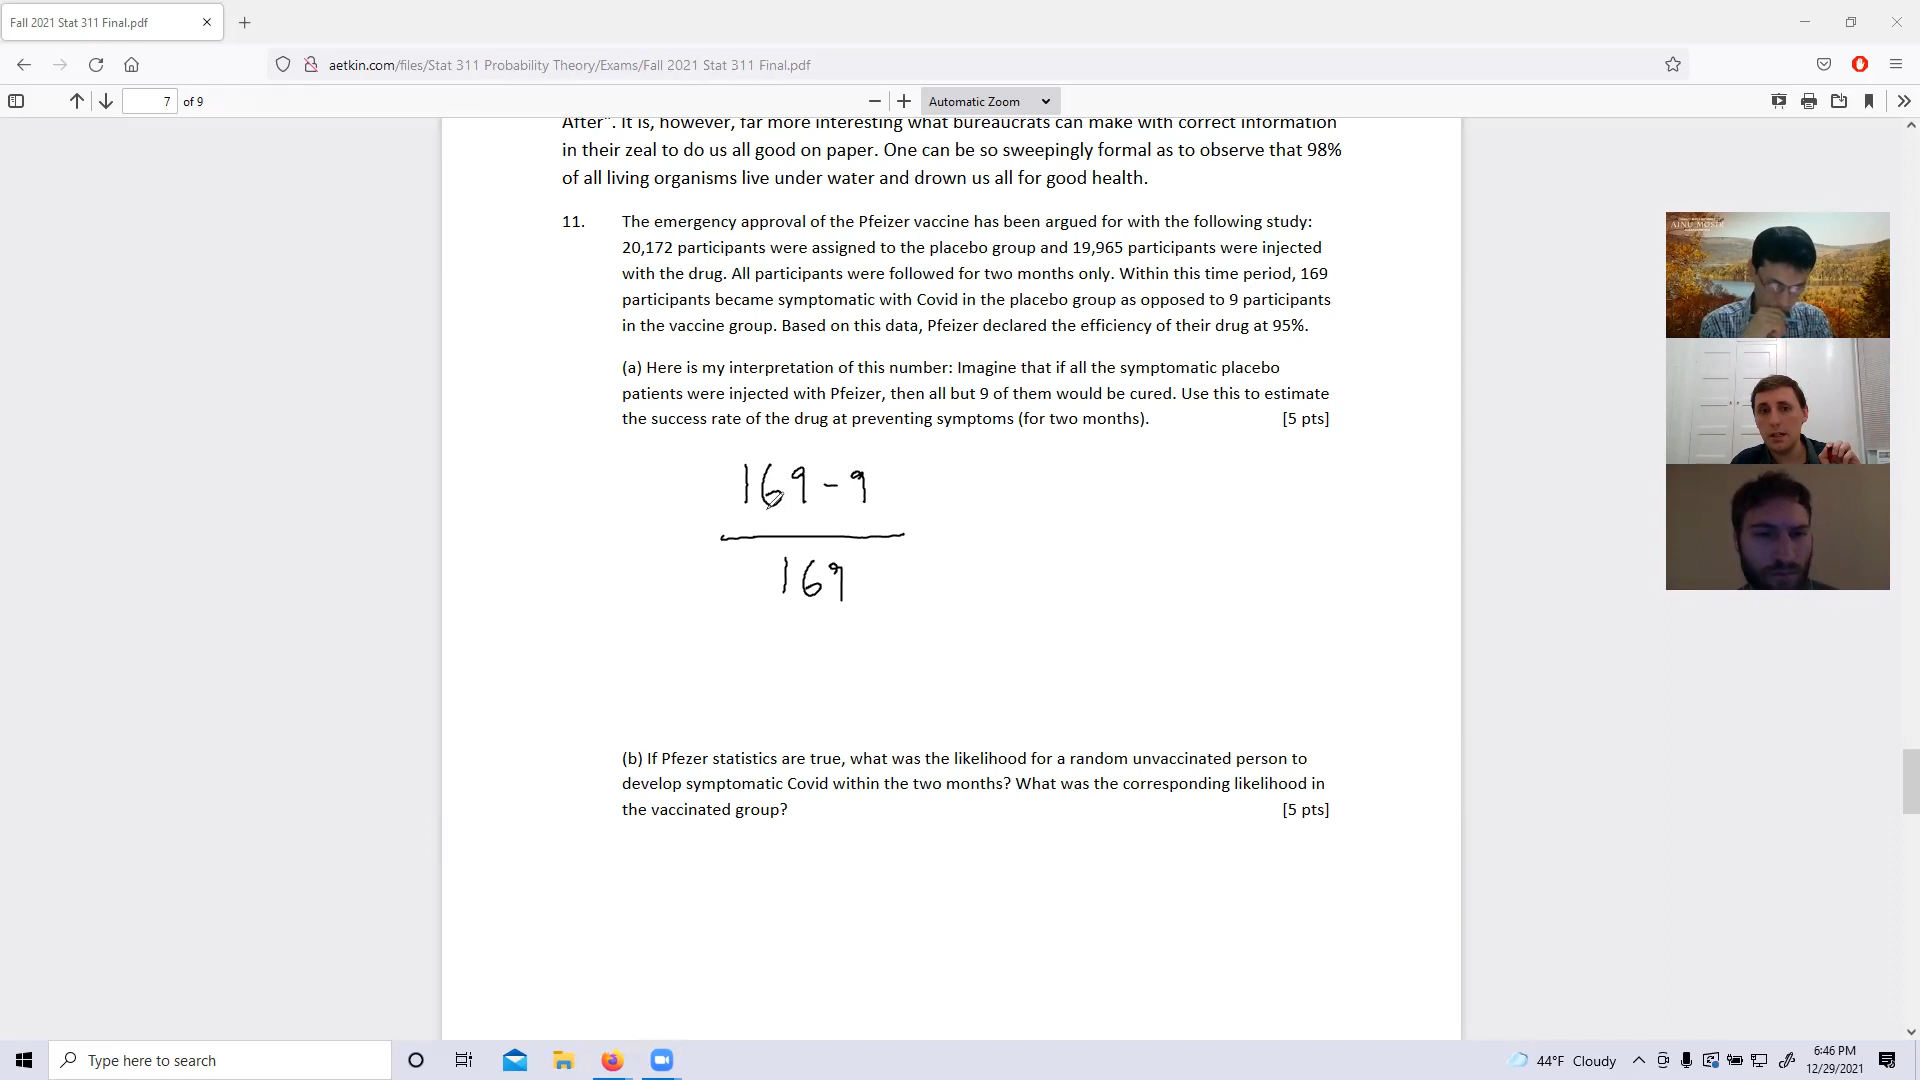 Fall 2021 Stat 311 Final.pdf
aetkin.com/files/Stat 311 Probability Theory/Exams/Fall 2021 Stat 311 Final.pdf
7 of 9
Automatic Zoom
After". It is, however, far more interesting what bureaucrats can make with correct information
in their zeal to do us all good on paper. One can be so sweepingly formal as to observe that 98%
of all living organisms live under water and drown us all for good health.
11. The emergency approval of the Pfeizer vaccine has been argued for with the following study:
20,172 participants were assigned to the placebo group and 19,965 participants were injected
with the drug. All participants were followed for two months only. Within this time period, 169
participants became symptomatic with Covid in the placebo group as opposed to 9 participants
in the vaccine group. Based on this data, Pfeizer declared the efficiency of their drug at 95%.
(a) Here is my interpretation of this number: Imagine that if all the symptomatic placebo
patients were injected with Pfeizer, then all but 9 of them would be cured. Use this to estimate
the success rate of the drug at preventing symptoms (for two months). [5 pts]
169 - 9
169
(b) If Pfezer statistics are true, what was the likelihood for a random unvaccinated person to
develop symptomatic Covid within the two months? What was the corresponding likelihood in
the vaccinated group? [5 pts]
AINU MOSIR
Type here to search
44°F Cloudy
6:46 PM
12/29/2021